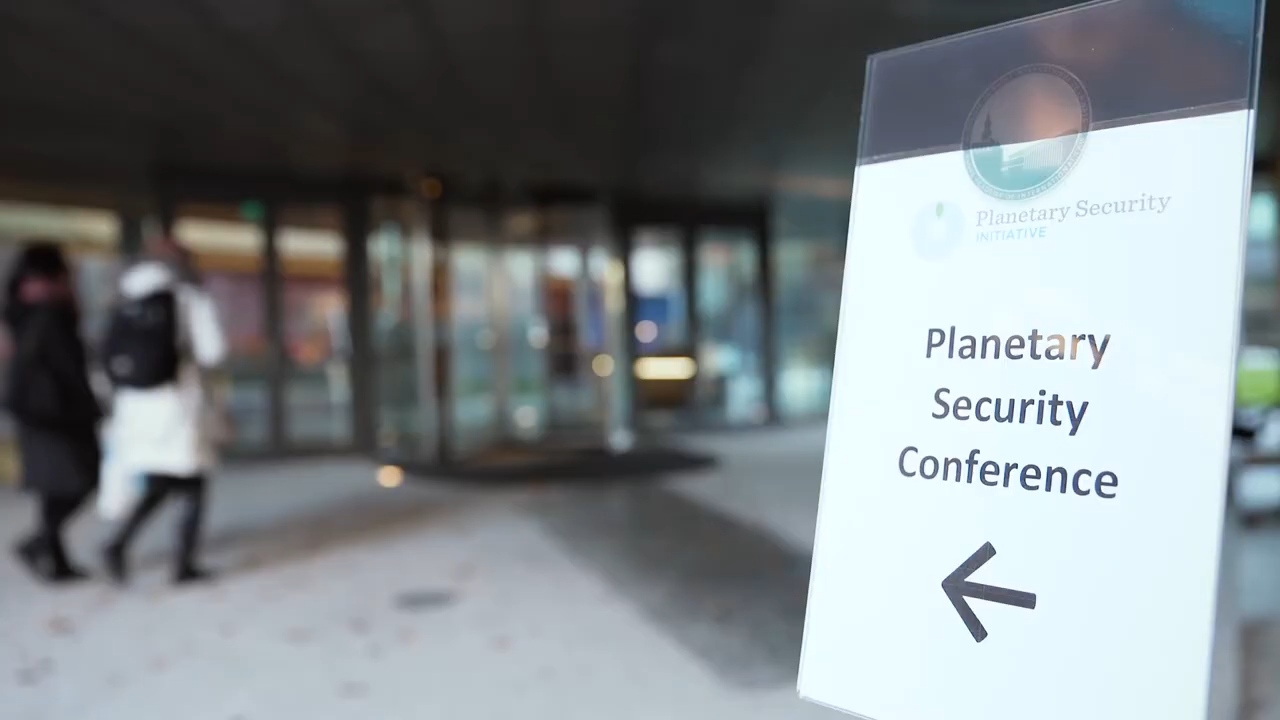 Planetary Security
INITIATIVE
Planetary
Security
Conference